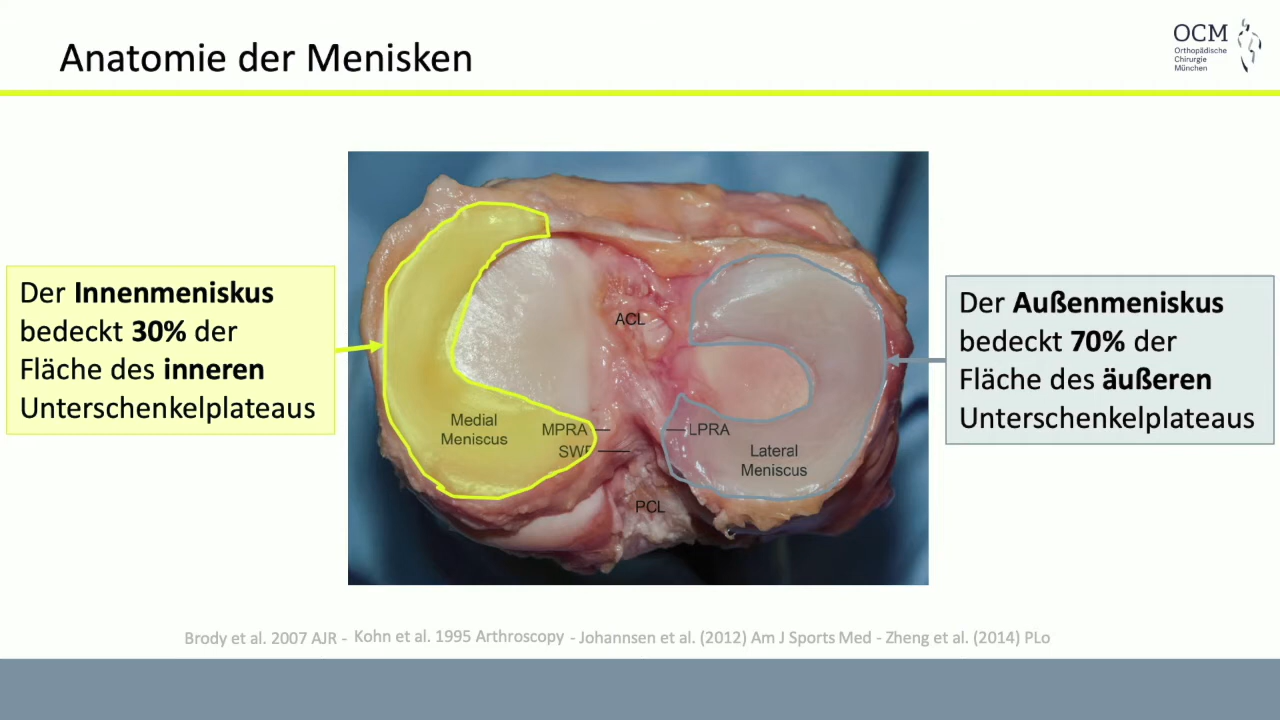 Anatomie der Menisken
OCM
Orthopädische
Chirurgie
München
Der Innenmeniskus
bedeckt 30% der
Fläche des inneren
Unterschenkelplateaus
ACL
Medial
Meniscus
MPRA
SWF
PCL
LPRA
Lateral
Meniscus
Der Außenmeniskus
bedeckt 70% der
Fläche des äußeren
Unterschenkelplateaus
Brody et al. 2007 AJR - Kohn et al. 1995 Arthroscopy - Johannsen et al. (2012) Am J Sports Med - Zheng et al. (2014) PLo